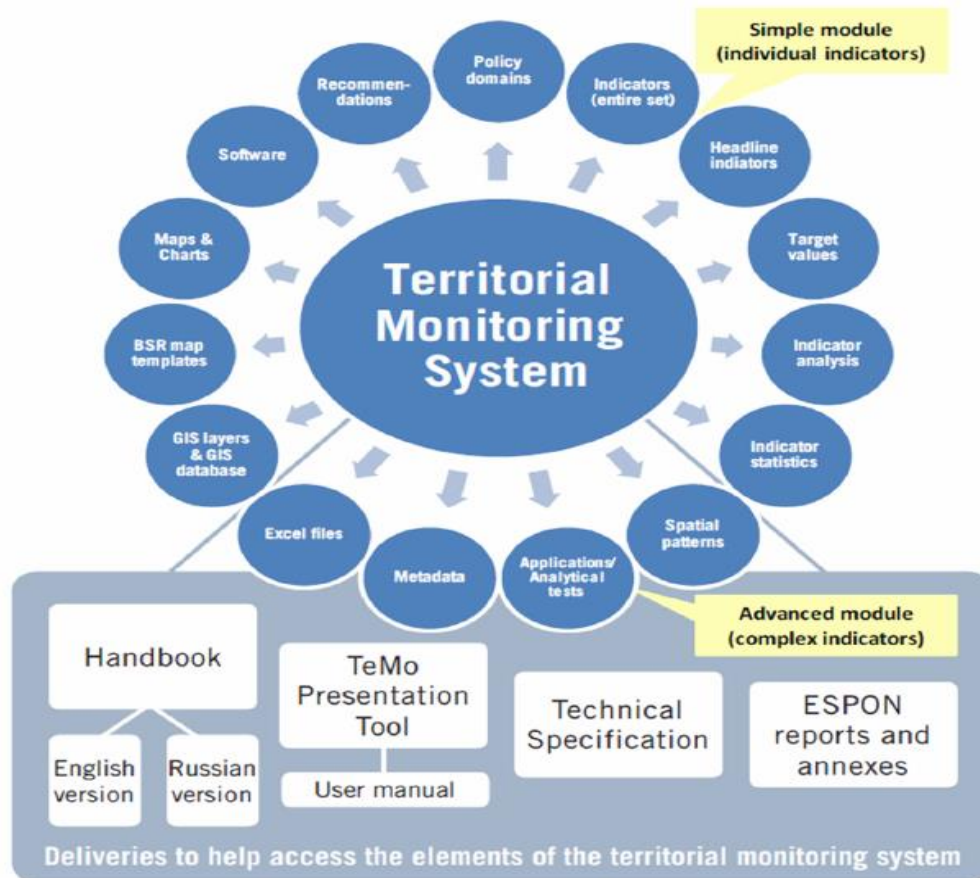 Simple module
(individual indicators)
Policy
domains
Indicators
(entire set)
Recommen-
dations
Headline
indiators
Software
Target
values
Maps &
Charts
Territorial
Monitoring
System
Indicator
analysis
BSR map
templates
Indicator
statistics
GIS layers
& GIS
database
Spatial
patterns
Excel files
Applications/
Analytical
tests
Metadata
Advanced module
(complex indicators)
Handbook
English
version
Russian
version
TeMo
Presentation
Tool
User manual
Technical
Specification
ESPON
reports and
annexes
Deliveries to help access the elements of the territorial monitoring system